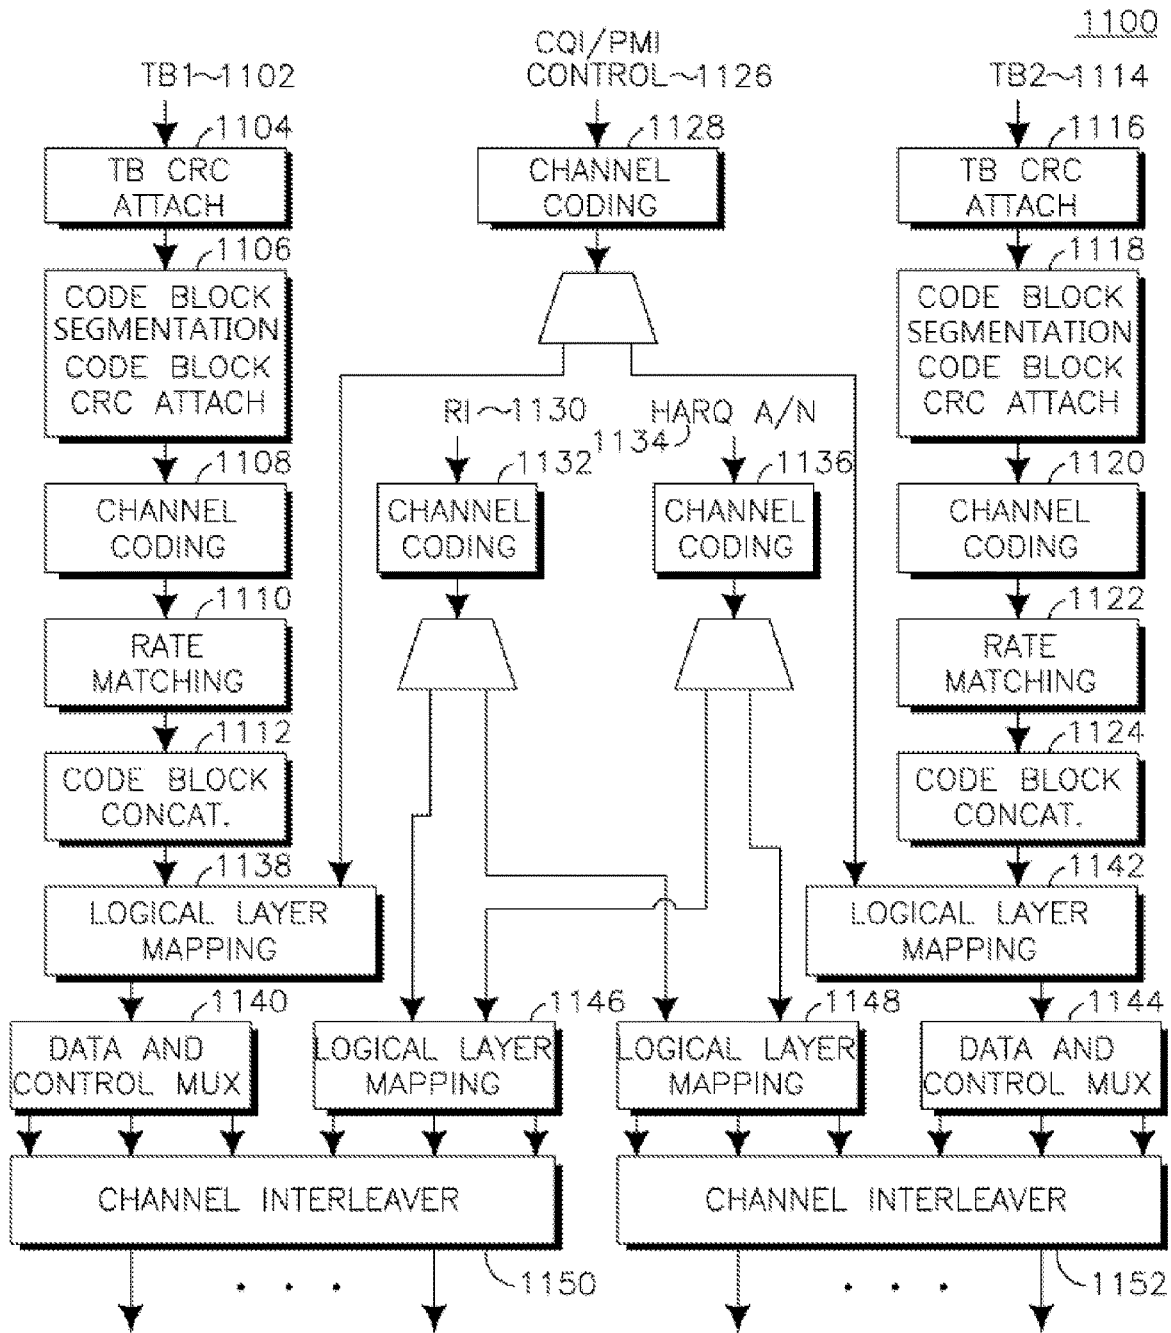 1100
CQI/PMI
TB1~1102
CONTROL~1126
TB2~1114
1104
1128
1116
TB CRC
ATTACH
CHANNEL
CODING
TB CRC
ATTACH
1106
1118
CODE BLOCK
SEGMENTATION
CODE BLOCK
CRC ATTACH
CODE BLOCK
SEGMENTATION
CODE BLOCK
CRC ATTACH
RI~1130
HARQ A/N
1134
1108
1132
1136
1120
CHANNEL
CODING
CHANNEL
CODING
CHANNEL
CODING
CHANNEL
CODING
1110
1122
RATE
MATCHING
RATE
MATCHING
1112
1124
CODE BLOCK
CONCAT.
CODE BLOCK
CONCAT.
1138
1142
LOGICAL LAYER
MAPPING
LOGICAL LAYER
MAPPING
1140
1146
1148
1144
DATA AND
CONTROL MUX
LOGICAL LAYER
MAPPING
LOGICAL LAYER
MAPPING
DATA AND
CONTROL MUX
CHANNEL INTERLEAVER
CHANNEL INTERLEAVER
. . .
1150
. . .
1152